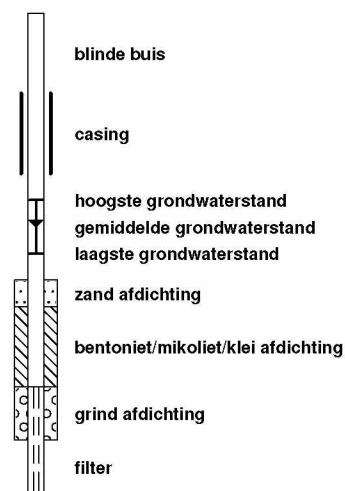 blinde buis
casing
hoogste grondwaterstand
gemiddelde grondwaterstand
laagste grondwaterstand
zand afdichting
bentoniet/mikoliet/klei afdichting
grind afdichting
filter